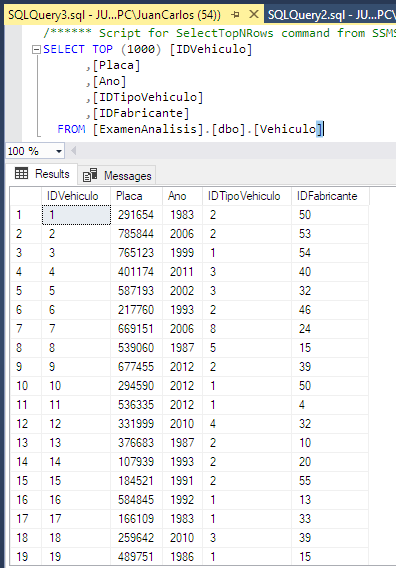 SQLQuery3.sql - JU...PC\JuanCarlos (54)) SQLQuery2.sql - JU...PC
/****** Script for SelectTopNRows command from SSMS
SELECT TOP (1000) [IDVehiculo]
,[Placa]
,[Ano]
,[IDTipoVehiculo]
,[IDFabricante]
FROM [ExamenAnalisis].[dbo].[Vehiculo]
100 %
Results Messages
IDVehiculo Placa Ano IDTipoVehiculo IDFabricante
1 1 291654 1983 2 50
2 2 785844 2006 2 53
3 3 765123 1999 1 54
4 4 401174 2011 3 40
5 5 587193 2002 3 32
6 6 217760 1993 2 46
7 7 669151 2006 8 24
8 8 539060 1987 5 15
9 9 677455 2012 2 39
10 10 294590 2012 1 50
11 11 536335 2012 1 4
12 12 331999 2010 4 32
13 13 376683 1987 2 10
14 14 107939 1993 2 20
15 15 184521 1991 2 55
16 16 584845 1992 1 13
17 17 166109 1983 1 33
18 18 259642 2010 3 39
19 19 489751 1986 1 15